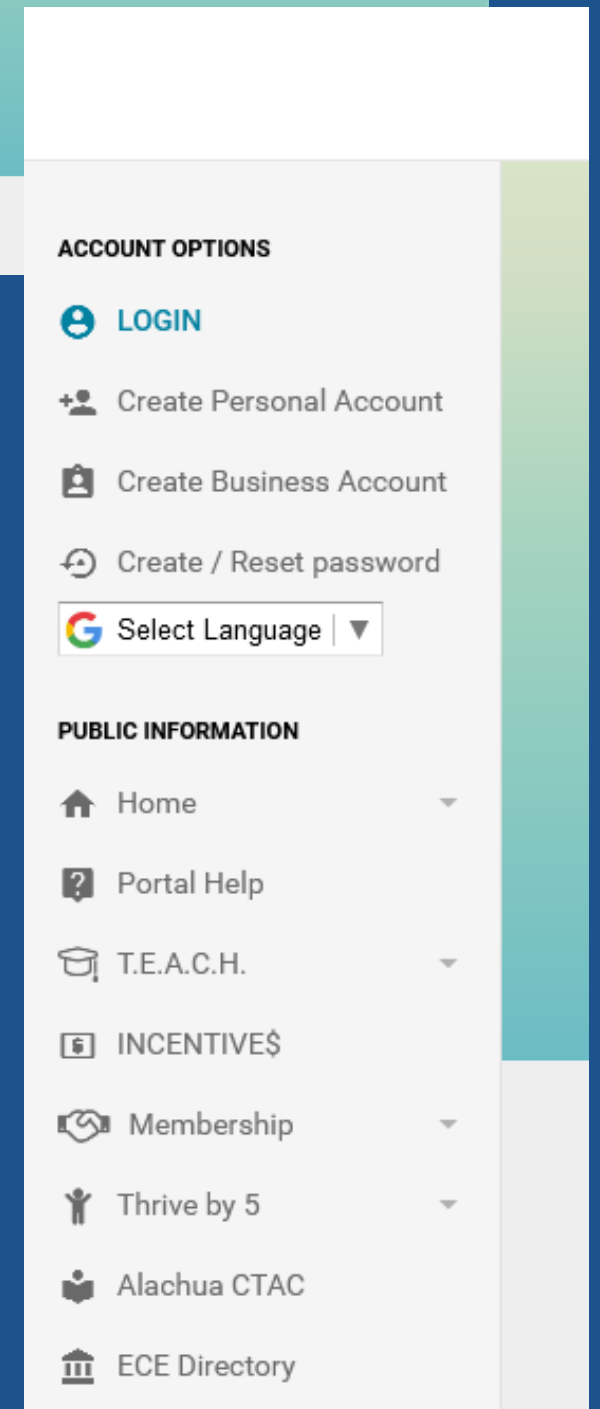 ACCOUNT OPTIONS
LOGIN
Create Personal Account
Create Business Account
Create / Reset password
Select Language
PUBLIC INFORMATION
Home
Portal Help
T.E.A.C.H.
INCENTIVE$
Membership
Thrive by 5
Alachua CTAC
ECE Directory